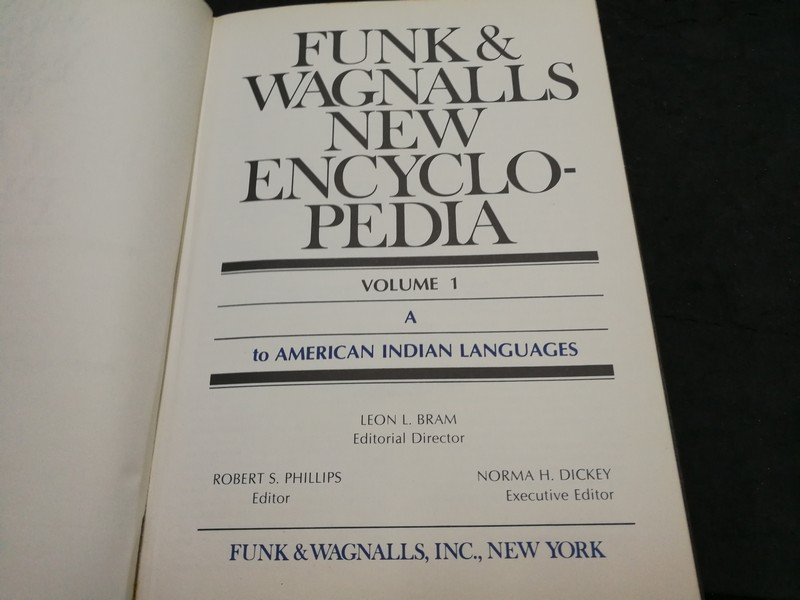 FUNK &
WAGNALLS
NEW
ENCYCLO-
PEDIA
VOLUME 1
A
to AMERICAN INDIAN LANGUAGES
LEON L. BRAM
Editorial Director
ROBERT S. PHILLIPS
Editor
NORMA H. DICKEY
Executive Editor
FUNK & WAGNALLS, INC., NEW YORK